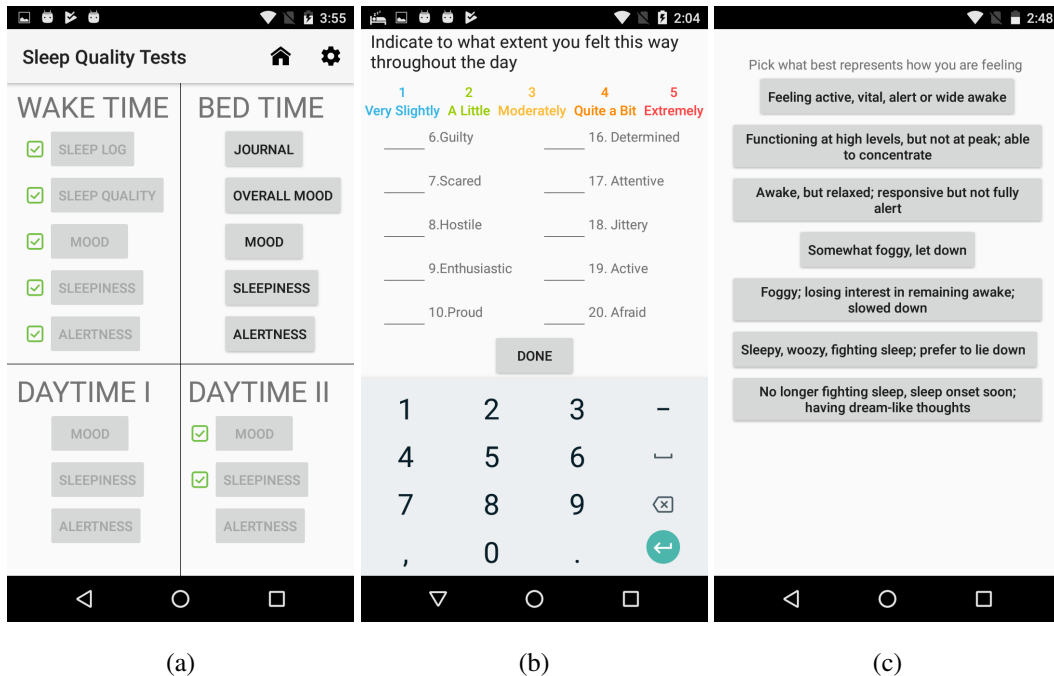 3:55
Sleep Quality Tests
WAKE TIME
SLEEP LOG
SLEEP QUALITY
MOOD
SLEEPINESS
ALERTNESS
BED TIME
JOURNAL
OVERALL MOOD
MOOD
SLEEPINESS
ALERTNESS
DAYTIME I
MOOD
SLEEPINESS
ALERTNESS
DAYTIME II
MOOD
SLEEPINESS
ALERTNESS
(a)
2:04
Indicate to what extent you felt this way
throughout the day
1 2 3 4 5
Very Slightly A Little Moderately Quite a Bit Extremely
6.Guilty 16. Determined
7.Scared 17. Attentive
8.Hostile 18. Jittery
9.Enthusiastic 19. Active
10.Proud 20. Afraid
DONE
1 2 3 –
4 5 6
7 8 9
, 0 .
(b)
2:48
Pick what best represents how you are feeling
Feeling active, vital, alert or wide awake
Functioning at high levels, but not at peak; able
to concentrate
Awake, but relaxed; responsive but not fully
alert
Somewhat foggy, let down
Foggy; losing interest in remaining awake;
slowed down
Sleepy, woozy, fighting sleep; prefer to lie down
No longer fighting sleep, sleep onset soon;
having dream-like thoughts
(c)